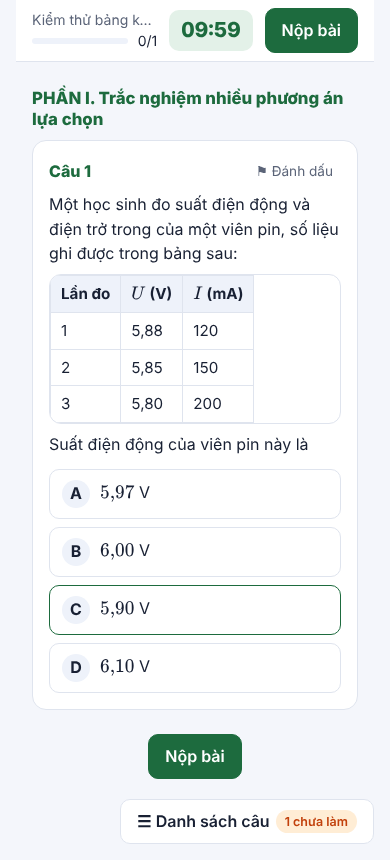 Kiểm thử bảng k...
0/1
09:59
Nộp bài
PHẦN I. Trắc nghiệm nhiều phương án
lựa chọn
Câu 1
⚑ Đánh dấu
Một học sinh đo suất điện động và
điện trở trong của một viên pin, số liệu
ghi được trong bảng sau:
Lần đo U (V) I (mA)
1 5,88 120
2 5,85 150
3 5,80 200
Suất điện động của viên pin này là
A 5,97 V
B 6,00 V
C 5,90 V
D 6,10 V
Nộp bài
☰ Danh sách câu 1 chưa làm